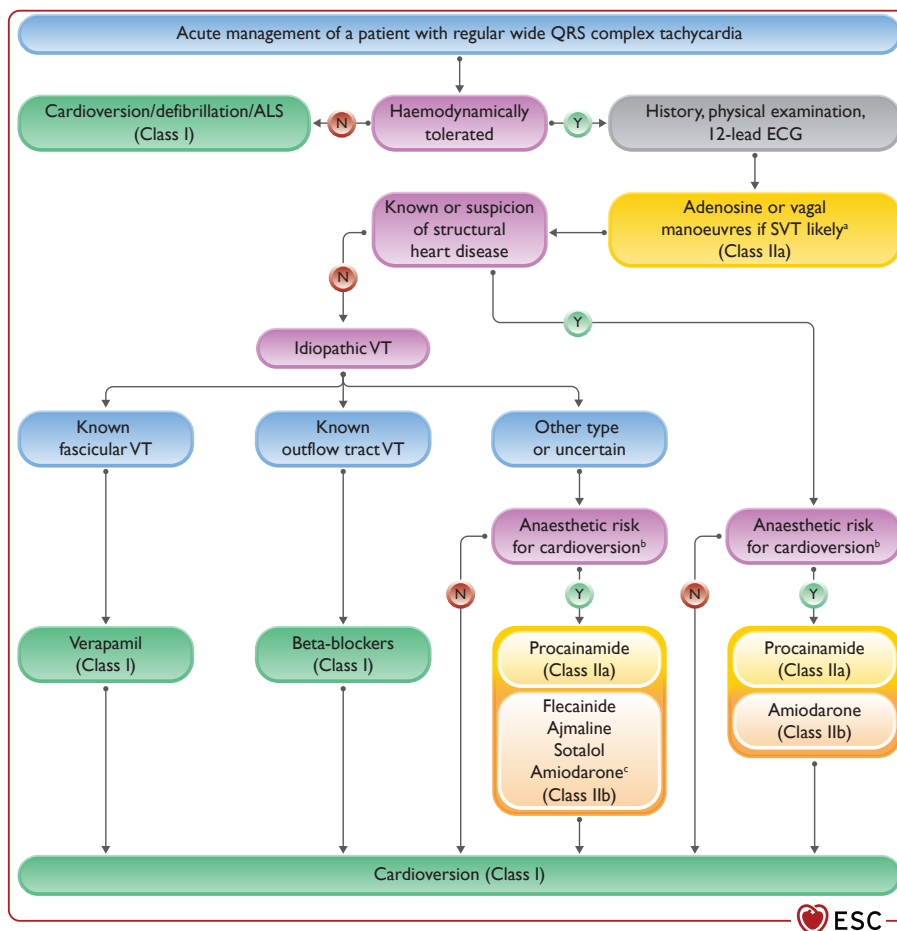 Acute management of a patient with regular wide QRS complex tachycardia
Cardioversion/defibrillation/ALS
(Class I)
N
Haemodynamically
tolerated
Y
History, physical examination,
12-lead ECG
Known or suspicion
of structural
heart disease
Adenosine or vagal
manoeuvres if SVT likelyᵃ
(Class IIa)
N
Y
Idiopathic VT
Known
fascicular VT
Known
outflow tract VT
Other type
or uncertain
Anaesthetic risk
for cardioversionᵇ
Anaesthetic risk
for cardioversionᵇ
N
Y
N
Y
Verapamil
(Class I)
Beta-blockers
(Class I)
Procainamide
(Class IIa)
Flecainide
Ajmaline
Sotalol
Amiodaroneᶜ
(Class IIb)
Procainamide
(Class IIa)
Amiodarone
(Class IIb)
Cardioversion (Class I)
ESC